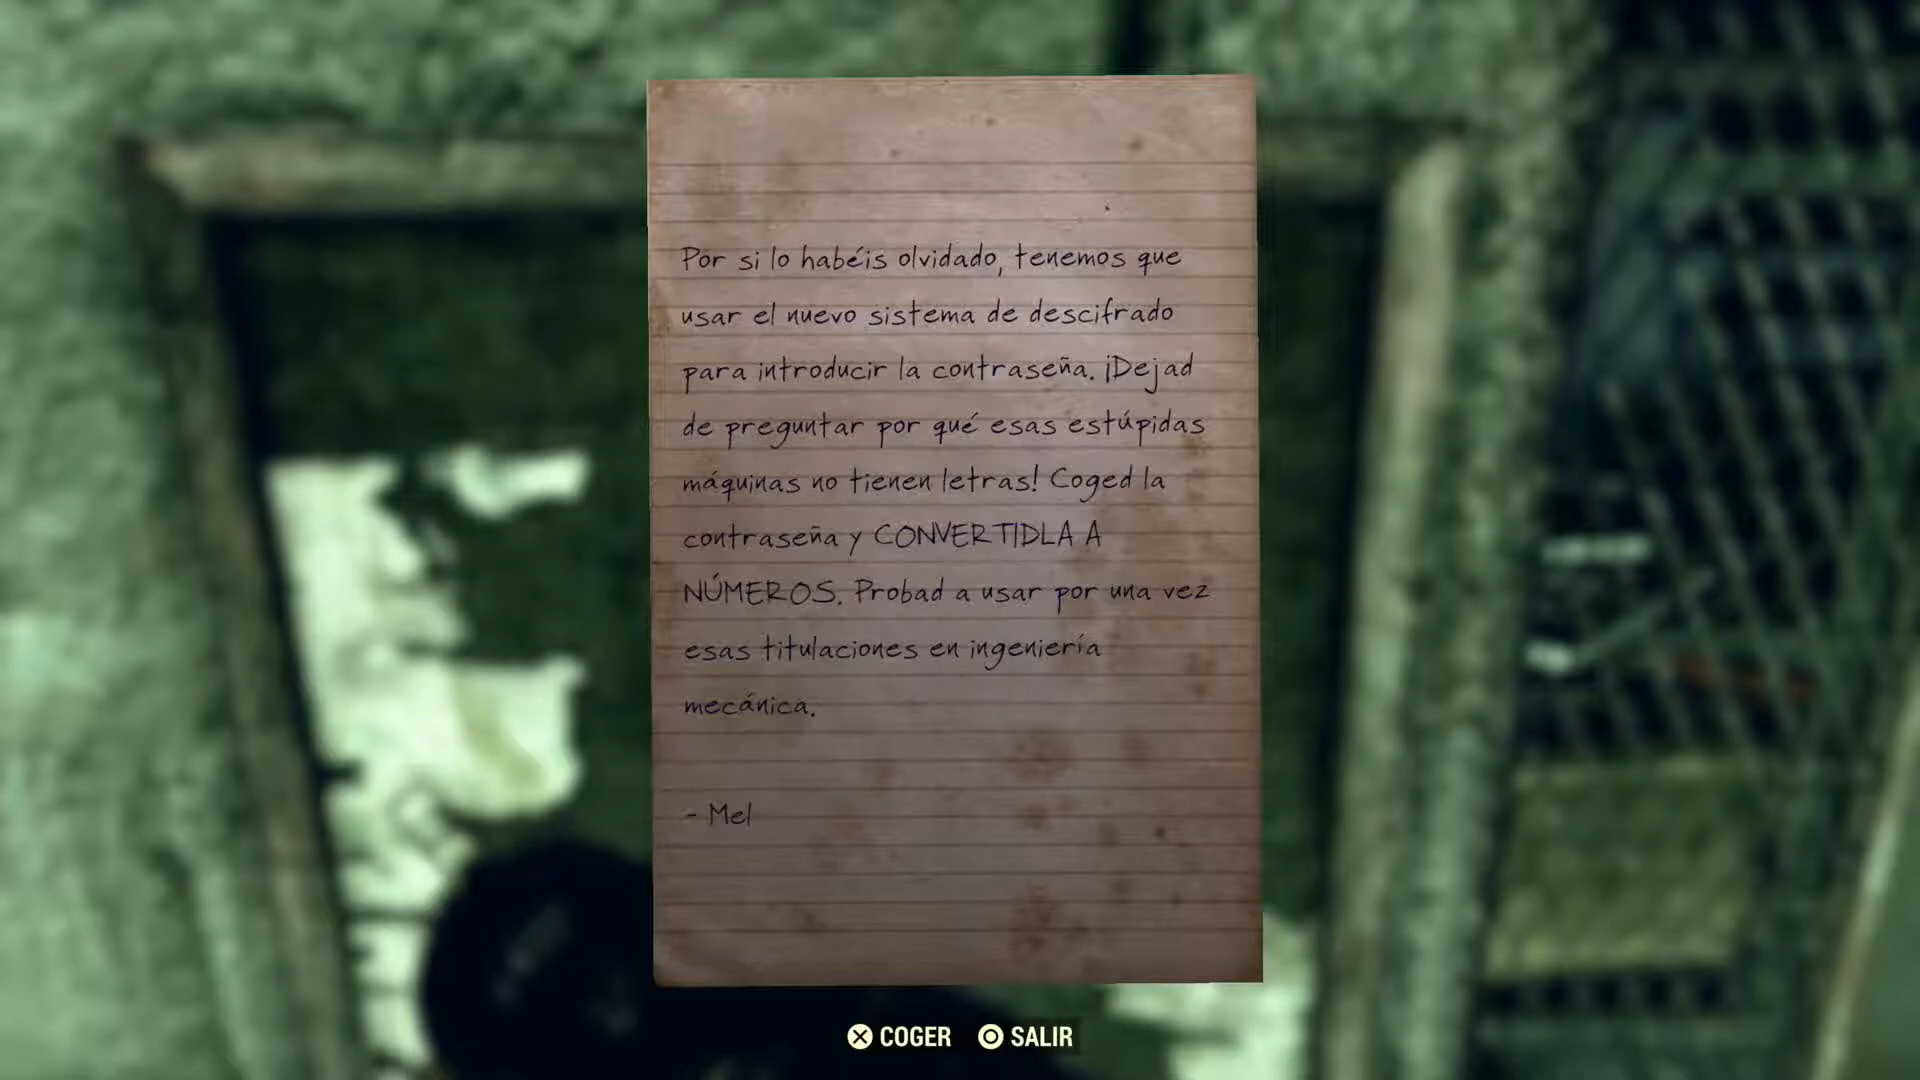 Por si lo habéis olvidado, tenemos que
usar el nuevo sistema de descifrado
para introducir la contraseña. ¡Dejad
de preguntar por qué esas estúpidas
máquinas no tienen letras! Coged la
contraseña y CONVERTIDLA A
NÚMEROS. Probad a usar por una vez
esas titulaciones en ingeniería
mecánica.
- Mel
COGER SALIR